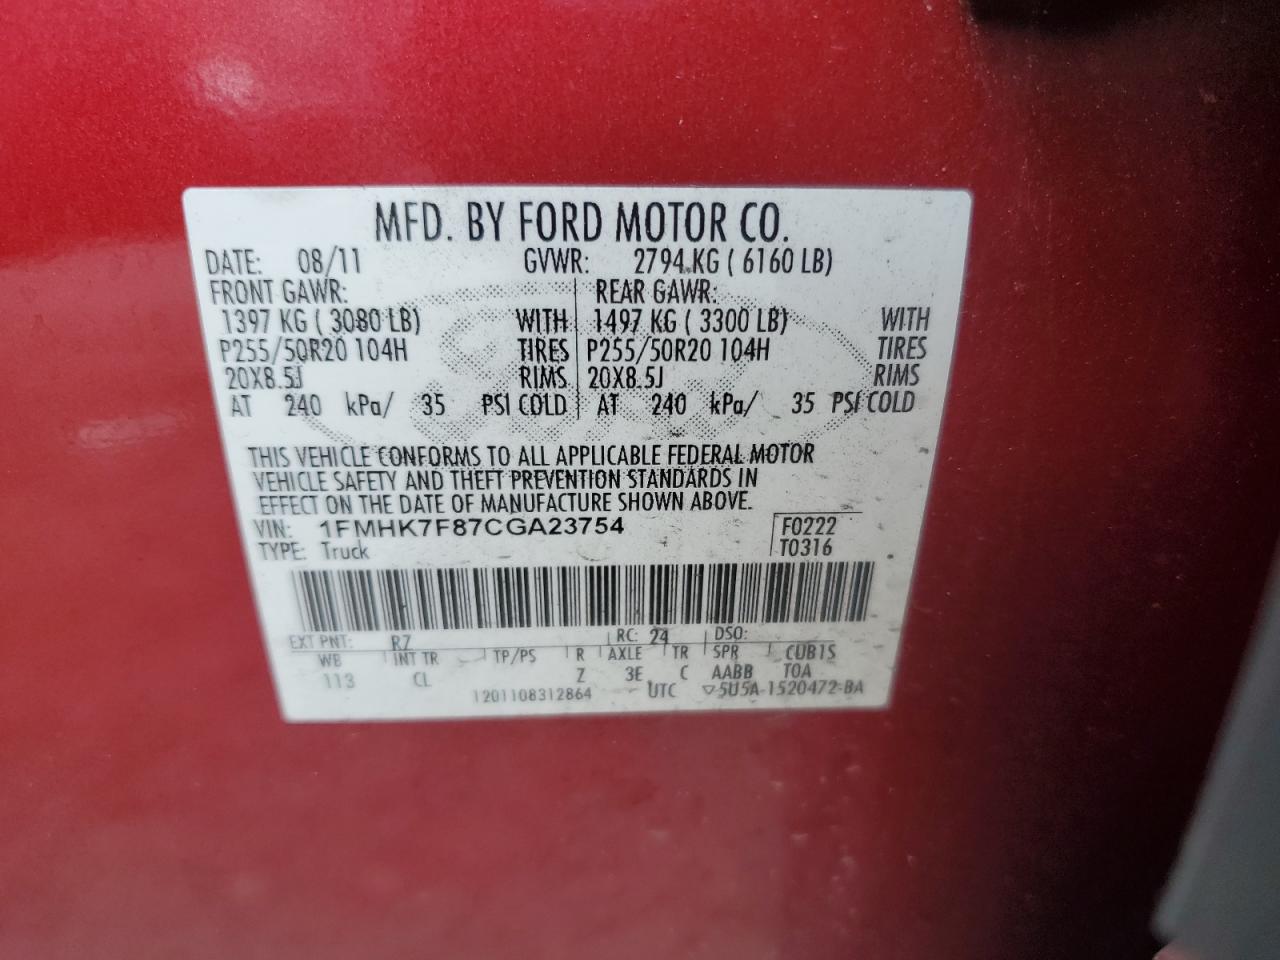 MFD. BY FORD MOTOR CO.
DATE: 08/11 GVWR: 2794 KG ( 6160 LB)
FRONT GAWR: REAR GAWR:
1397 KG ( 3080 LB) WITH 1497 KG ( 3300 LB) WITH
P255/50R20 104H TIRES P255/50R20 104H TIRES
20X8.5J RIMS 20X8.5J RIMS
AT 240 kPa/ 35 PSI COLD AT 240 kPa/ 35 PSI COLD
THIS VEHICLE CONFORMS TO ALL APPLICABLE FEDERAL MOTOR
VEHICLE SAFETY AND THEFT PREVENTION STANDARDS IN
EFFECT ON THE DATE OF MANUFACTURE SHOWN ABOVE.
VIN: 1FMHK7F87CGA23754 F0222
TYPE: Truck T0316
EXT PNT: RZ RC: 24 DSO:
WB INT TR TP/PS R AXLE TR SPR CUB1S
113 CL Z 3E C AABB TOA
1201108312864 UTC ▽5U5A-1520472-BA